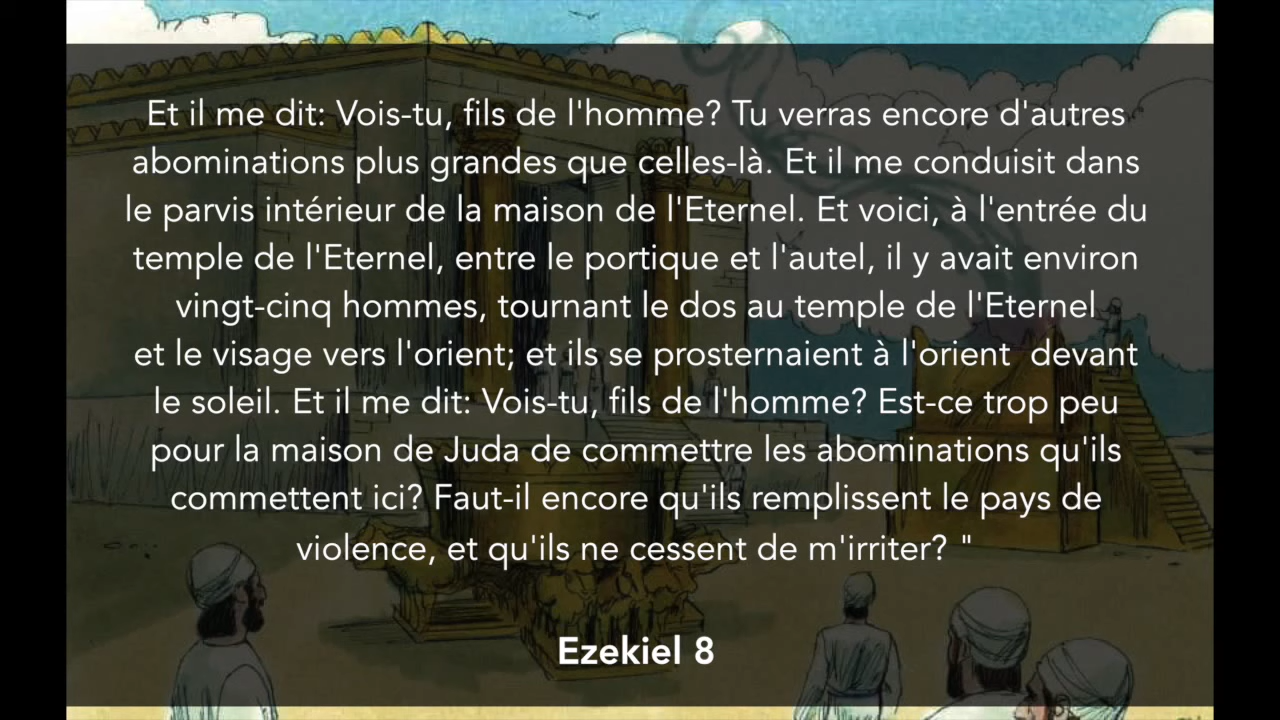 Et il me dit: Vois-tu, fils de l'homme? Tu verras encore d'autres
abominations plus grandes que celles-là. Et il me conduisit dans
le parvis intérieur de la maison de l'Eternel. Et voici, à l'entrée du
temple de l'Eternel, entre le portique et l'autel, il y avait environ
vingt-cinq hommes, tournant le dos au temple de l'Eternel
et le visage vers l'orient; et ils se prosternaient à l'orient  devant
le soleil. Et il me dit: Vois-tu, fils de l'homme? Est-ce trop peu
pour la maison de Juda de commettre les abominations qu'ils
commettent ici? Faut-il encore qu'ils remplissent le pays de
violence, et qu'ils ne cessent de m'irriter? "
Ezekiel 8